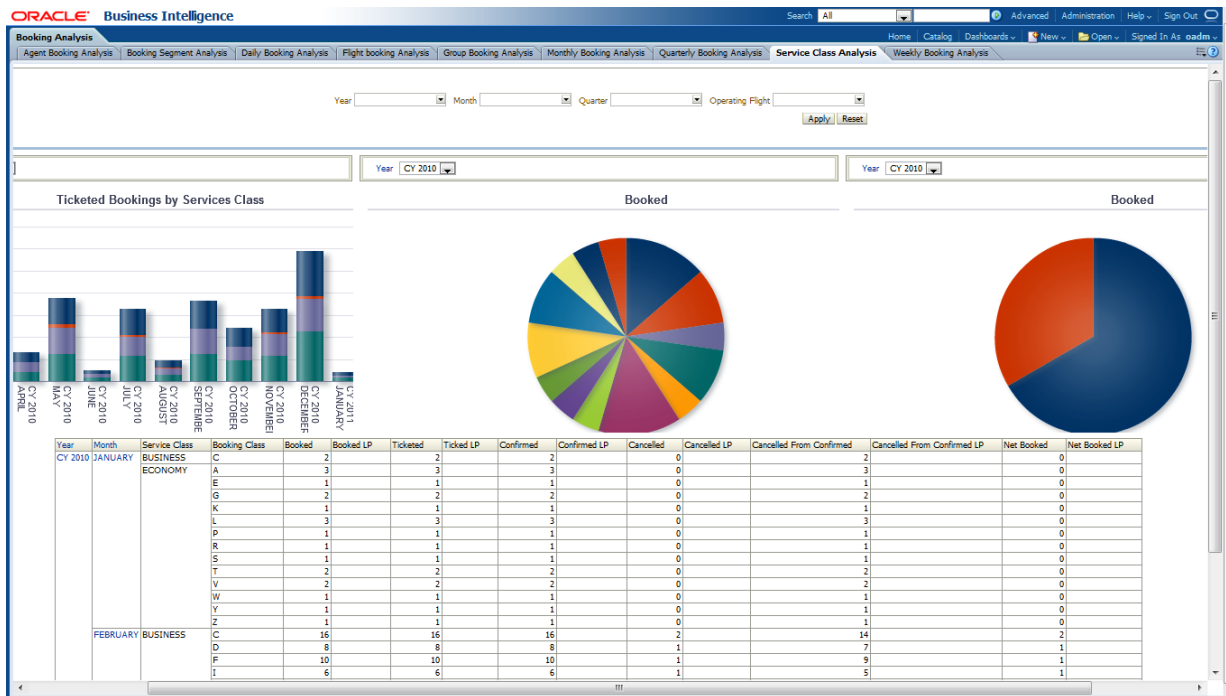 ORACLE Business Intelligence Search All Advanced Administration Help Sign Out
Booking Analysis Home Catalog Dashboards New Open Signed In As oadm
Agent Booking Analysis Booking Segment Analysis Daily Booking Analysis Flight booking Analysis Group Booking Analysis Monthly Booking Analysis Quarterly Booking Analysis Service Class Analysis Weekly Booking Analysis
Year Month Quarter Operating Flight
Apply Reset
Year CY 2010 Year CY 2010
Ticketed Bookings by Services Class Booked Booked
CY 2010 APRIL
CY 2010 MAY
CY 2010 JUNE
CY 2010 JULY
CY 2010 AUGUST
CY 2010 SEPTEMBE
CY 2010 OCTOBER
CY 2010 NOVEMBEI
CY 2010 DECEMBER
CY 2011 JANUARY
Year Month Service Class Booking Class Booked Booked LP Ticketed Ticked LP Confirmed Confirmed LP Cancelled Cancelled LP Cancelled From Confirmed Cancelled From Confirmed LP Net Booked Net Booked LP
CY 2010 JANUARY BUSINESS C 2 2 2 0 2 0
ECONOMY A 3 3 3 0 3 0
E 1 1 1 0 1 0
G 2 2 2 0 2 0
K 1 1 1 0 1 0
L 3 3 3 0 3 0
P 1 1 1 0 1 0
R 1 1 1 0 1 0
S 1 1 1 0 1 0
T 2 2 2 0 2 0
V 2 2 2 0 2 0
W 1 1 1 0 1 0
Y 1 1 1 0 1 0
Z 1 1 1 0 1 0
FEBRUARY BUSINESS C 16 16 16 2 14 2
D 8 8 8 1 7 1
F 10 10 10 1 9 1
I 6 6 6 1 5 1